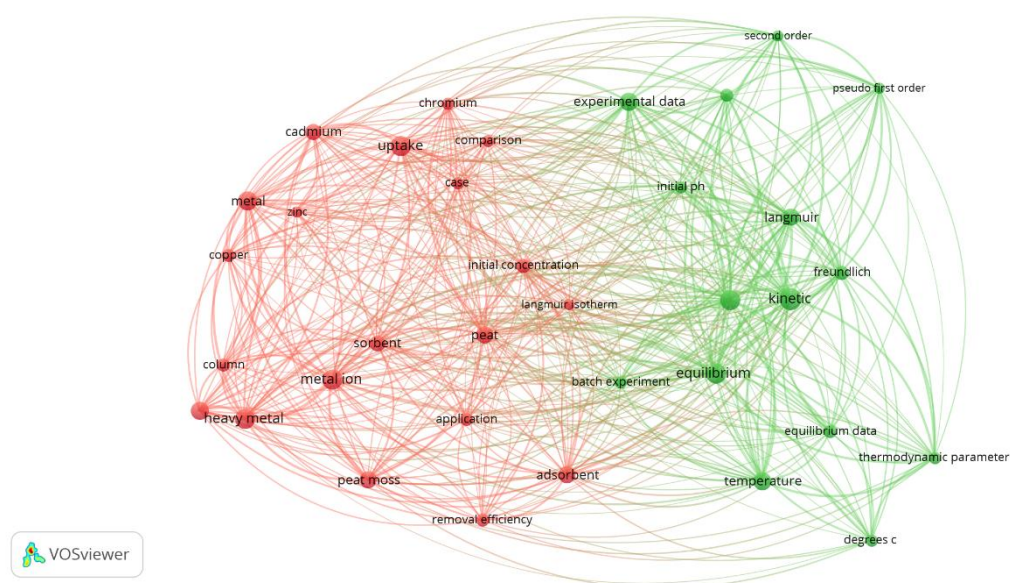 second order
pseudo first order
chromium
experimental data
cadmium
uptake
comparison
case
initial ph
metal
zinc
langmuir
copper
initial concentration
freundlich
langmuir isotherm
kinetic
peat
sorbent
column
metal ion
batch experiment
equilibrium
heavy metal
application
equilibrium data
thermodynamic parameter
peat moss
adsorbent
temperature
removal efficiency
degrees c
VOSviewer